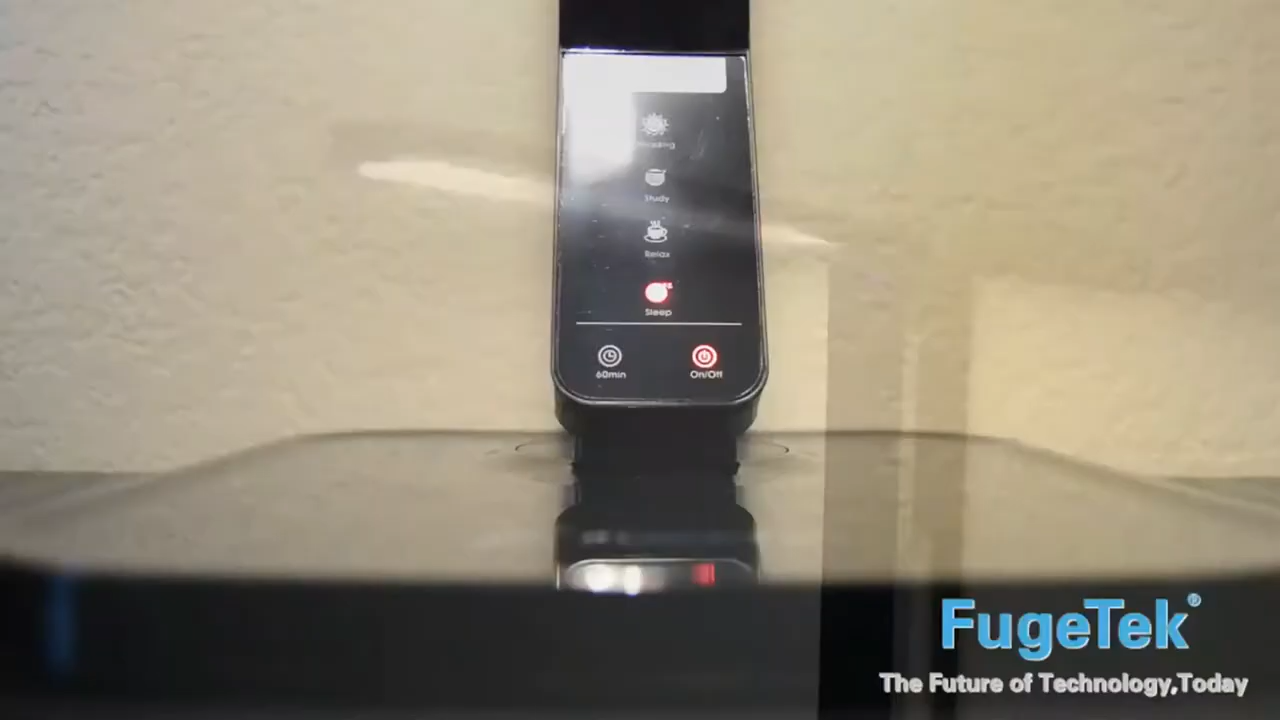 Reading
Study
Relax
Sleep
60min
On/Off
FugeTek®
The Future of Technology,Today